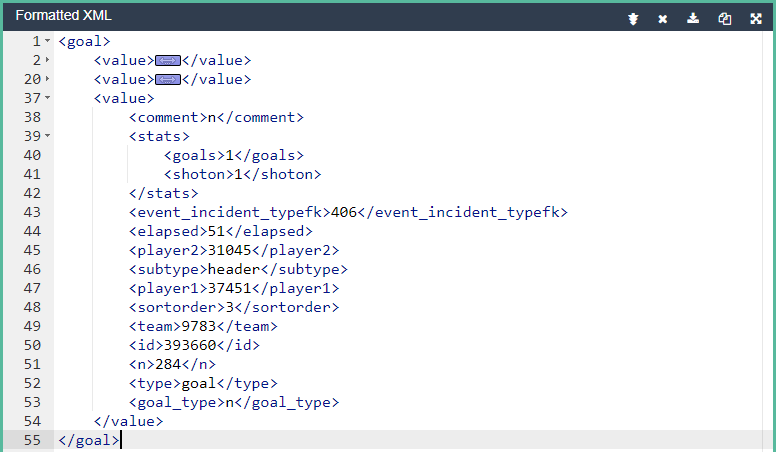 Formatted XML
1 <goal>
2 <value></value>
20 <value></value>
37 <value>
38 <comment>n</comment>
39 <stats>
40 <goals>1</goals>
41 <shoton>1</shoton>
42 </stats>
43 <event_incident_typefk>406</event_incident_typefk>
44 <elapsed>51</elapsed>
45 <player2>31045</player2>
46 <subtype>header</subtype>
47 <player1>37451</player1>
48 <sortorder>3</sortorder>
49 <team>9783</team>
50 <id>393660</id>
51 <n>284</n>
52 <type>goal</type>
53 <goal_type>n</goal_type>
54 </value>
55 </goal>